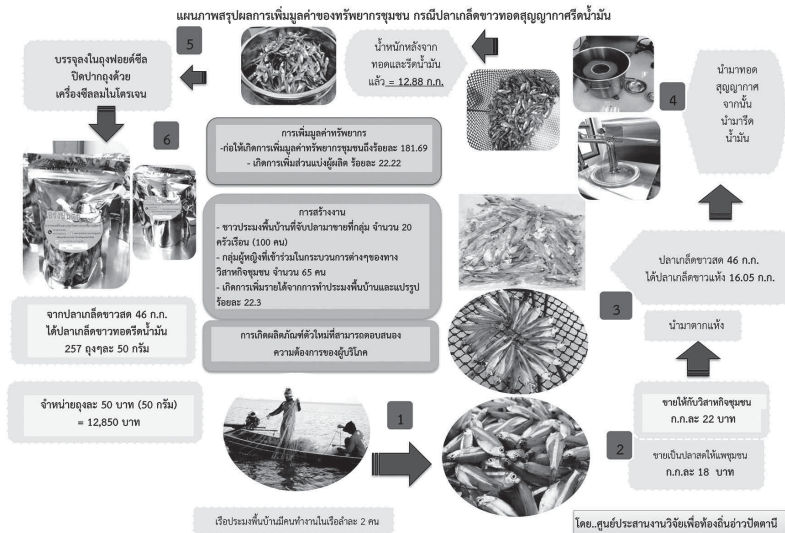 แผนภาพสรุปผลการเพิ่มมูลค่าของทรัพยากรชุมชน กรณีปลาเกล็ดขาวทอดสุญญากาศรีดน้ำมัน
1
เรือประมงพื้นบ้านมีคนทำงานในเรือลำละ 2 คน
2
ขายให้กับวิสาหกิจชุมชน
ก.ก.ละ 22 บาท
ขายเป็นปลาสดให้แพชุมชน
ก.ก.ละ 18 บาท
3
นำมาตากแห้ง
ปลาเกล็ดขาวสด 46 ก.ก.
ได้ปลาเกล็ดขาวแห้ง 16.05 ก.ก.
4
นำมาทอด
สุญญากาศ
จากนั้น
นำมารีด
น้ำมัน
น้ำหนักหลังจาก
ทอดและรีดน้ำมัน
แล้ว = 12.88 ก.ก.
5
บรรจุลงในถุงฟอยด์ซีล
ปิดปากถุงด้วย
เครื่องซีลลมไนโตรเจน
6
จากปลาเกล็ดขาวสด 46 ก.ก.
ได้ปลาเกล็ดขาวทอดรีดน้ำมัน
257 ถุงๆละ 50 กรัม
จำหน่ายถุงละ 50 บาท (50 กรัม)
= 12,850 บาท
การเพิ่มมูลค่าทรัพยากร
-ก่อให้เกิดการเพิ่มมูลค่าทรัพยากรชุมชนถึงร้อยละ 181.69
- เกิดการเพิ่มส่วนแบ่งผู้ผลิต ร้อยละ 22.22
การสร้างงาน
- ชาวประมงพื้นบ้านที่จับปลามาขายที่กลุ่ม จำนวน 20
ครัวเรือน (100 คน)
- กลุ่มผู้หญิงที่เข้าร่วมในกระบวนการต่างๆของทาง
วิสาหกิจชุมชน จำนวน 65 คน
- เกิดการเพิ่มรายได้จากการทำประมงพื้นบ้านและแปรรูป
ร้อยละ 22.3
การเกิดผลิตภัณฑ์ตัวใหม่ที่สามารถตอบสนอง
ความต้องการของผู้บริโภค
โดย..ศูนย์ประสานงานวิจัยเพื่อท้องถิ่นอ่าวปัตตานี